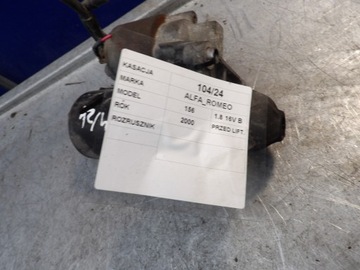 KASACJA 104/24
MARKA ALFA_ROMEO
MODEL 156 1.8 16V B
ROK 2000 PRZED LIFT.
ROZRUSZNIK